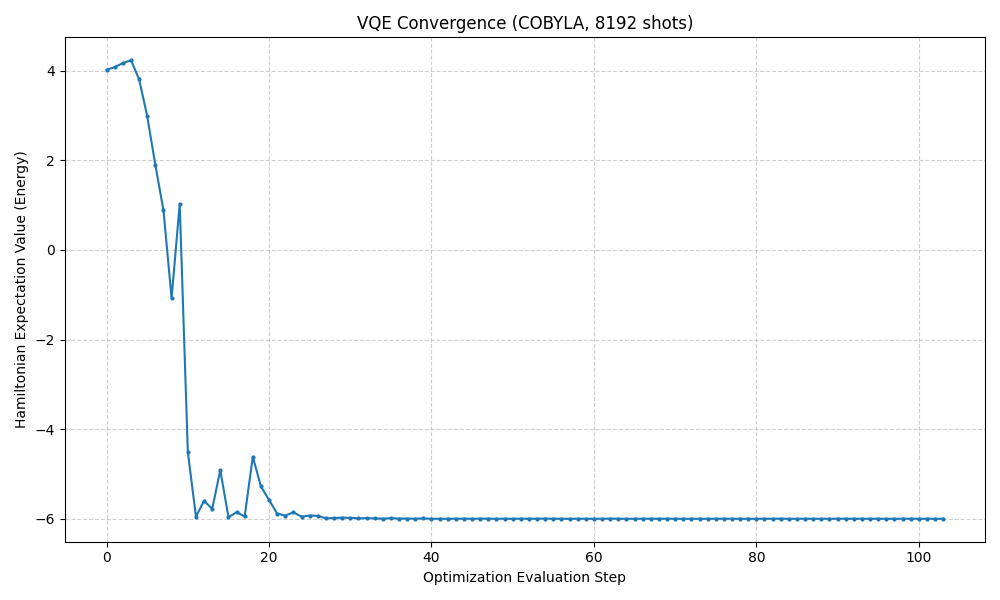 VQE Convergence (COBYLA, 8192 shots)
Hamiltonian Expectation Value (Energy)
4
2
0
−2
−4
−6
0 20 40 60 80 100
Optimization Evaluation Step